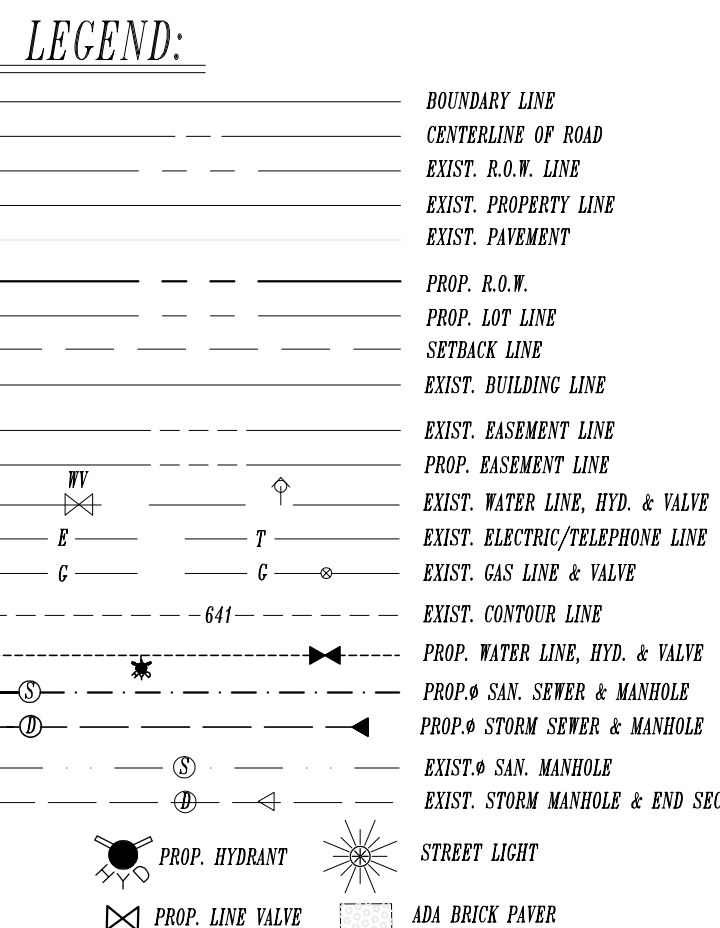 LEGEND:
BOUNDARY LINE
CENTERLINE OF ROAD
EXIST. R.O.W. LINE
EXIST. PROPERTY LINE
EXIST. PAVEMENT
PROP. R.O.W.
PROP. LOT LINE
SETBACK LINE
EXIST. BUILDING LINE
EXIST. EASEMENT LINE
PROP. EASEMENT LINE
WV
EXIST. WATER LINE, HYD. & VALVE
E T EXIST. ELECTRIC/TELEPHONE LINE
G G EXIST. GAS LINE & VALVE
641 EXIST. CONTOUR LINE
PROP. WATER LINE, HYD. & VALVE
S PROP.ø SAN. SEWER & MANHOLE
D PROP.ø STORM SEWER & MANHOLE
S EXIST.ø SAN. MANHOLE
D EXIST. STORM MANHOLE & END SEC
HYD PROP. HYDRANT STREET LIGHT
PROP. LINE VALVE ADA BRICK PAVER